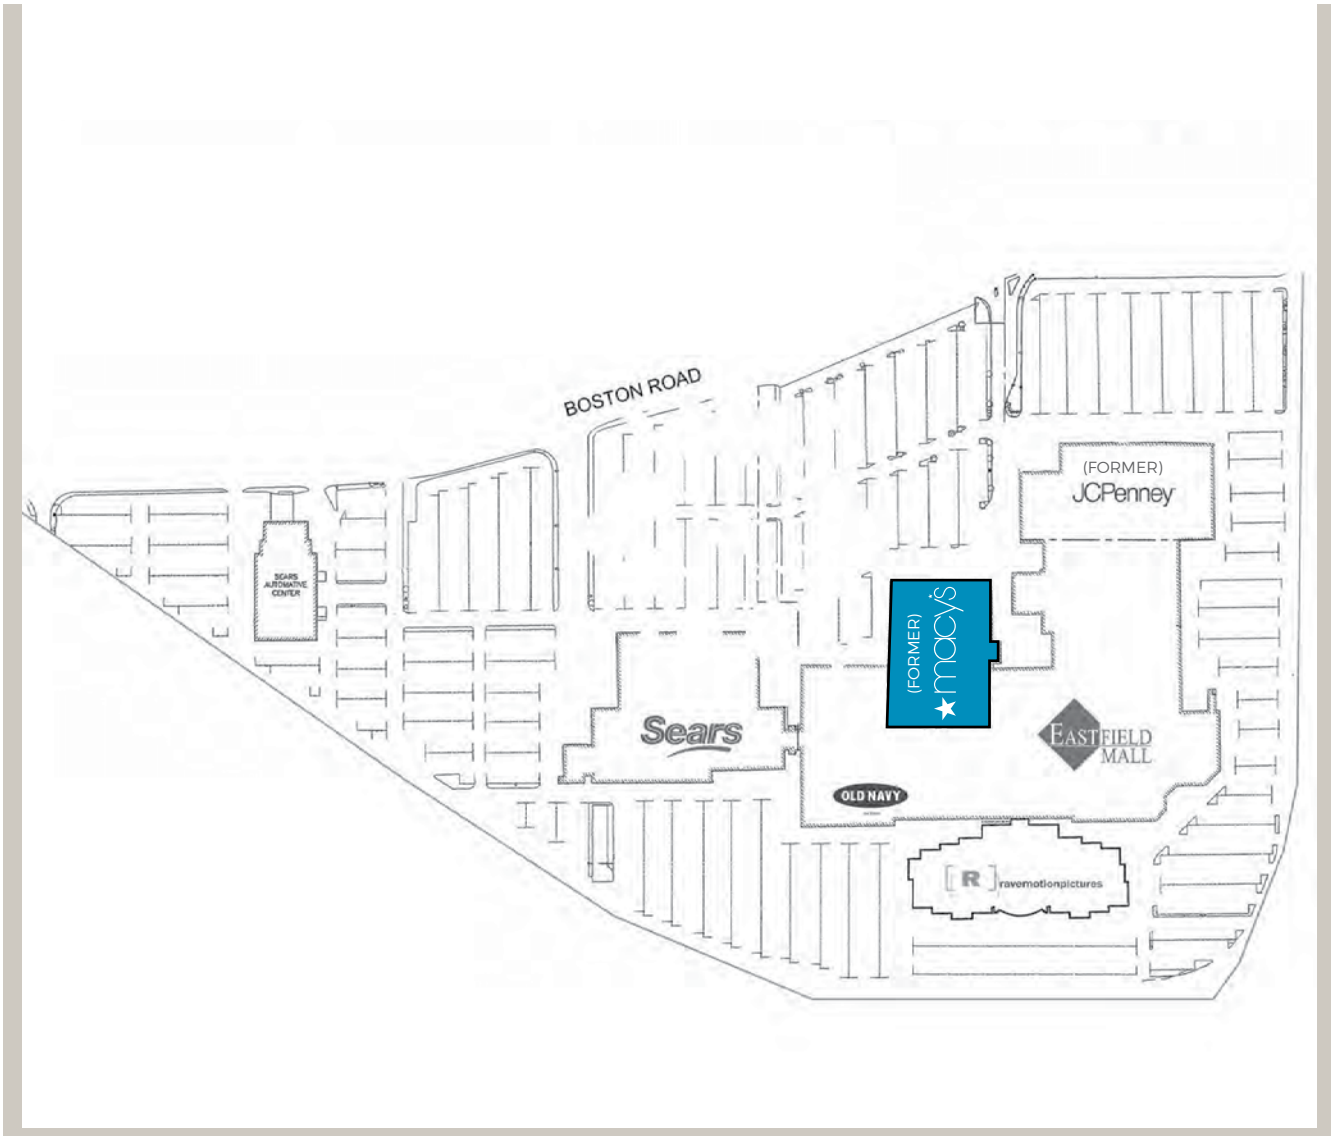 BOSTON ROAD
(FORMER)
JCPenney
SEARS
AUTOMATIVE
CENTER
(FORMER)
macy's
Sears
EASTFIELD
MALL
OLD NAVY
[R] ravemotionpictures